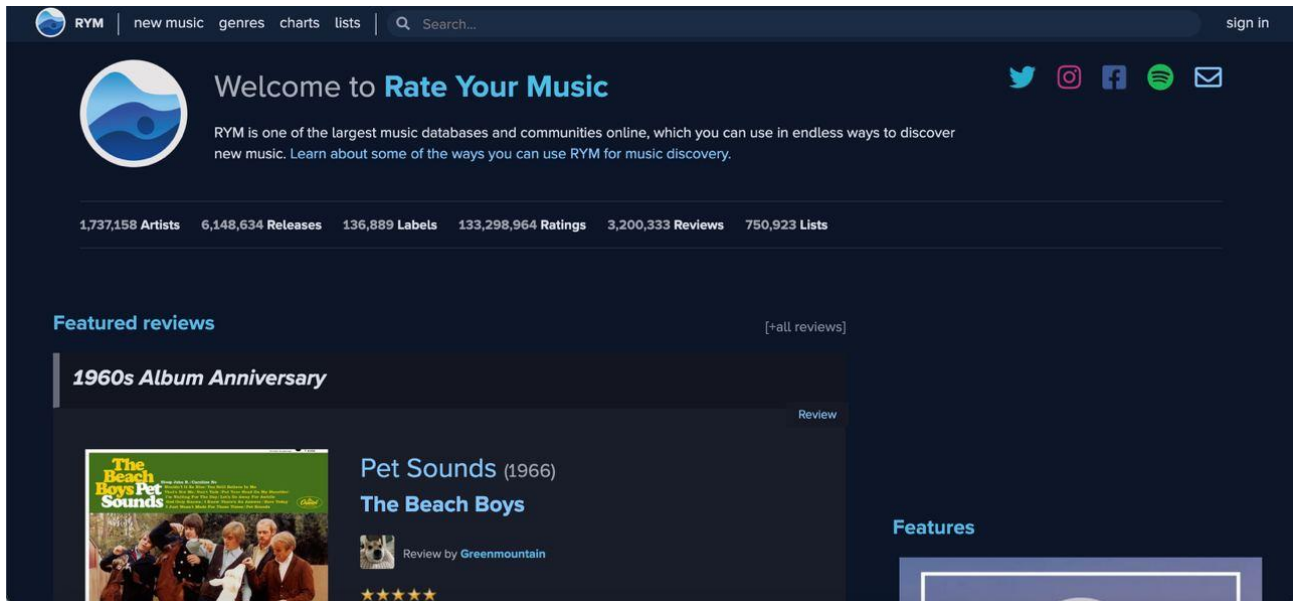 RYM new music genres charts lists Search... sign in
Welcome to Rate Your Music
RYM is one of the largest music databases and communities online, which you can use in endless ways to discover
new music. Learn about some of the ways you can use RYM for music discovery.
1,737,158 Artists 6,148,634 Releases 136,889 Labels 133,298,964 Ratings 3,200,333 Reviews 750,923 Lists
Featured reviews
[+all reviews]
1960s Album Anniversary
Review
The
Beach
Boys Pet
Sounds
Capitol
Pet Sounds (1966)
The Beach Boys
Review by Greenmountain
Features